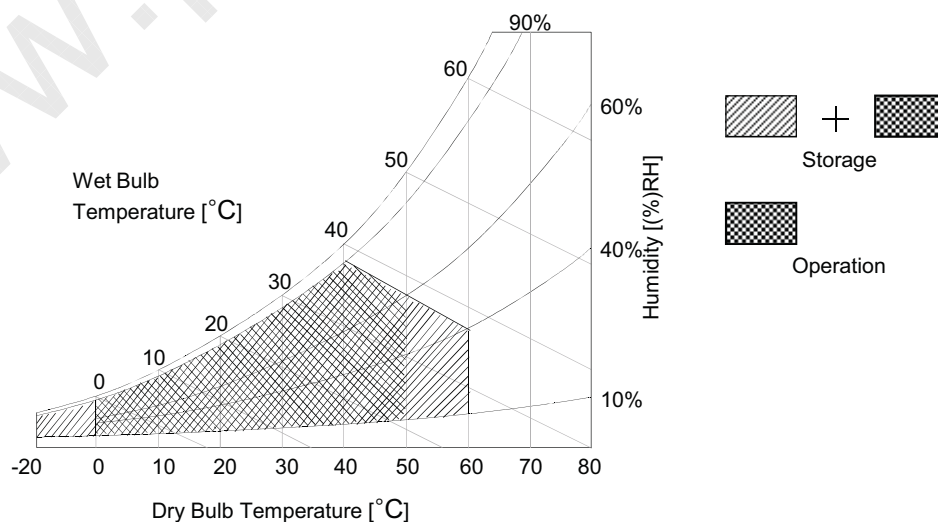 90%
60
60%
50
Wet Bulb
Temperature [°C]
40
30
20
10
0
40%
10%
Humidity [(%)RH]
-20 0 10 20 30 40 50 60 70 80
Dry Bulb Temperature [°C]
+
Storage
Operation